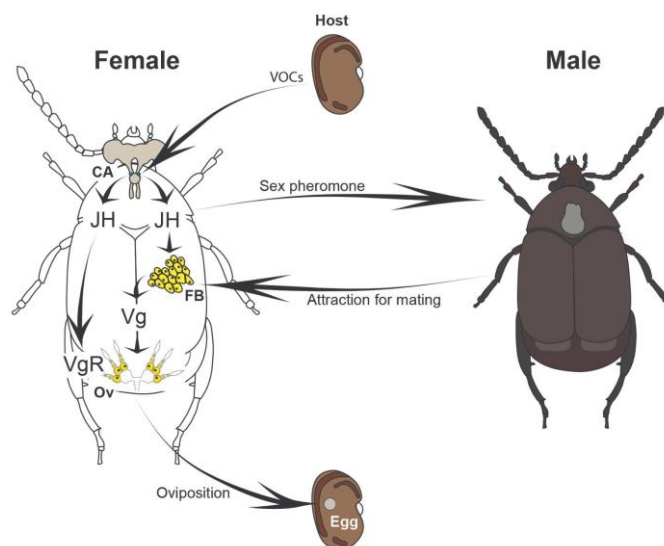 Host
Female
Male
VOCs
CA
Sex pheromone
JH
JH
FB
Attraction for mating
Vg
VgR
Ov
Oviposition
Egg